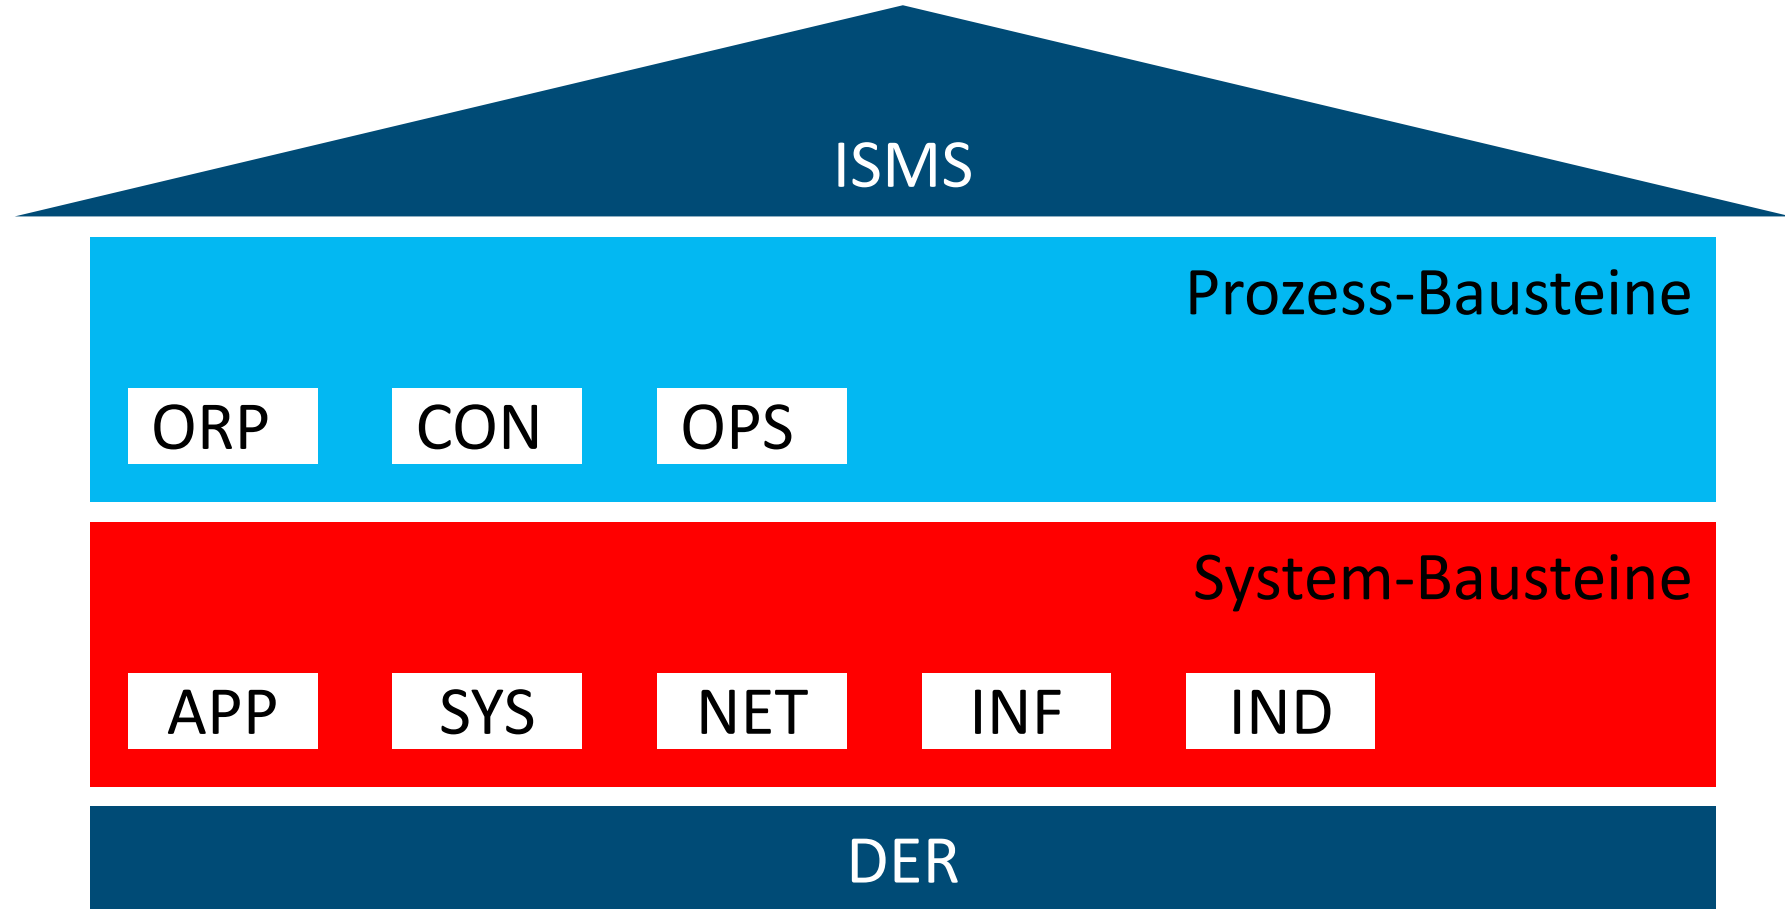 ISMS
Prozess-Bausteine
ORP CON OPS
System-Bausteine
APP SYS NET INF IND
DER